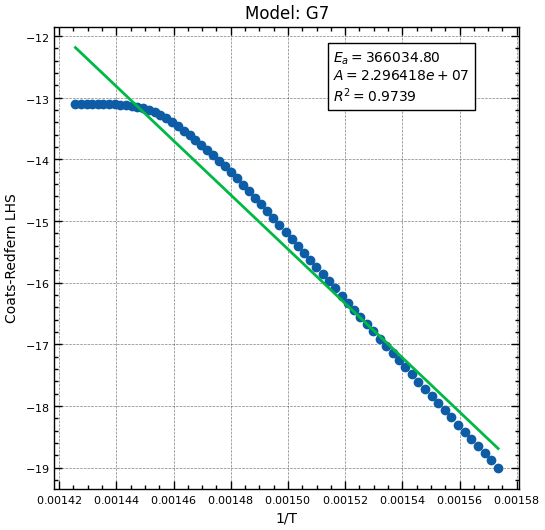 Model: G7
Eₐ = 366034.80
A = 2.296418e + 07
R² = 0.9739
Coats-Redfern LHS
−12
−13
−14
−15
−16
−17
−18
−19
0.00142 0.00144 0.00146 0.00148 0.00150 0.00152 0.00154 0.00156 0.00158
1/T